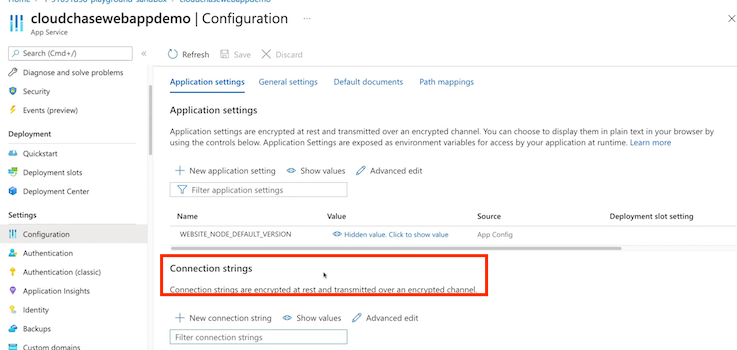 cloudchasewebappdemo | Configuration ...
App Service
Search (Cmd+/)
Diagnose and solve problems
Security
Events (preview)
Deployment
Quickstart
Deployment slots
Deployment Center
Settings
Configuration
Authentication
Authentication (classic)
Application Insights
Identity
Backups
Custom domains
Refresh Save Discard
Application settings General settings Default documents Path mappings
Application settings
Application settings are encrypted at rest and transmitted over an encrypted channel. You can choose to display them in plain text in your browser by
using the controls below. Application Settings are exposed as environment variables for access by your application at runtime. Learn more
New application setting Show values Advanced edit
Filter application settings
Name Value Source Deployment slot setting
WEBSITE_NODE_DEFAULT_VERSION Hidden value. Click to show value App Config
Connection strings
Connection strings are encrypted at rest and transmitted over an encrypted channel.
New connection string Show values Advanced edit
Filter connection strings